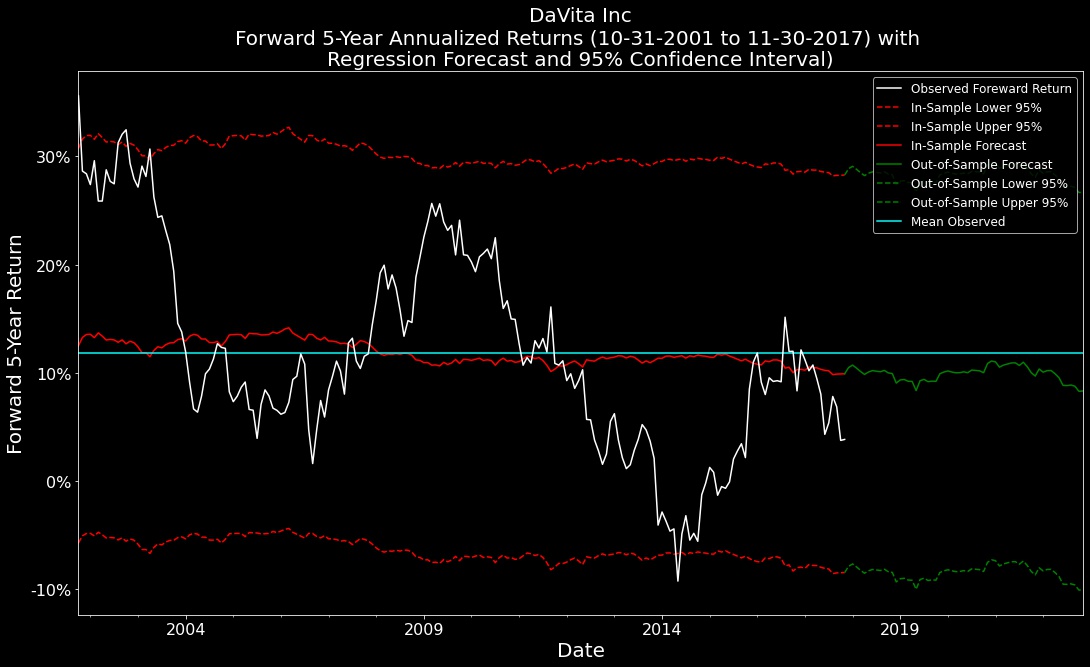 DaVita Inc
Forward 5-Year Annualized Returns (10-31-2001 to 11-30-2017) with
Regression Forecast and 95% Confidence Interval)
Observed Foreward Return
In-Sample Lower 95%
In-Sample Upper 95%
In-Sample Forecast
Out-of-Sample Forecast
Out-of-Sample Lower 95%
Out-of-Sample Upper 95%
Mean Observed
Forward 5-Year Return
30%
20%
10%
0%
-10%
2004
2009
2014
2019
Date